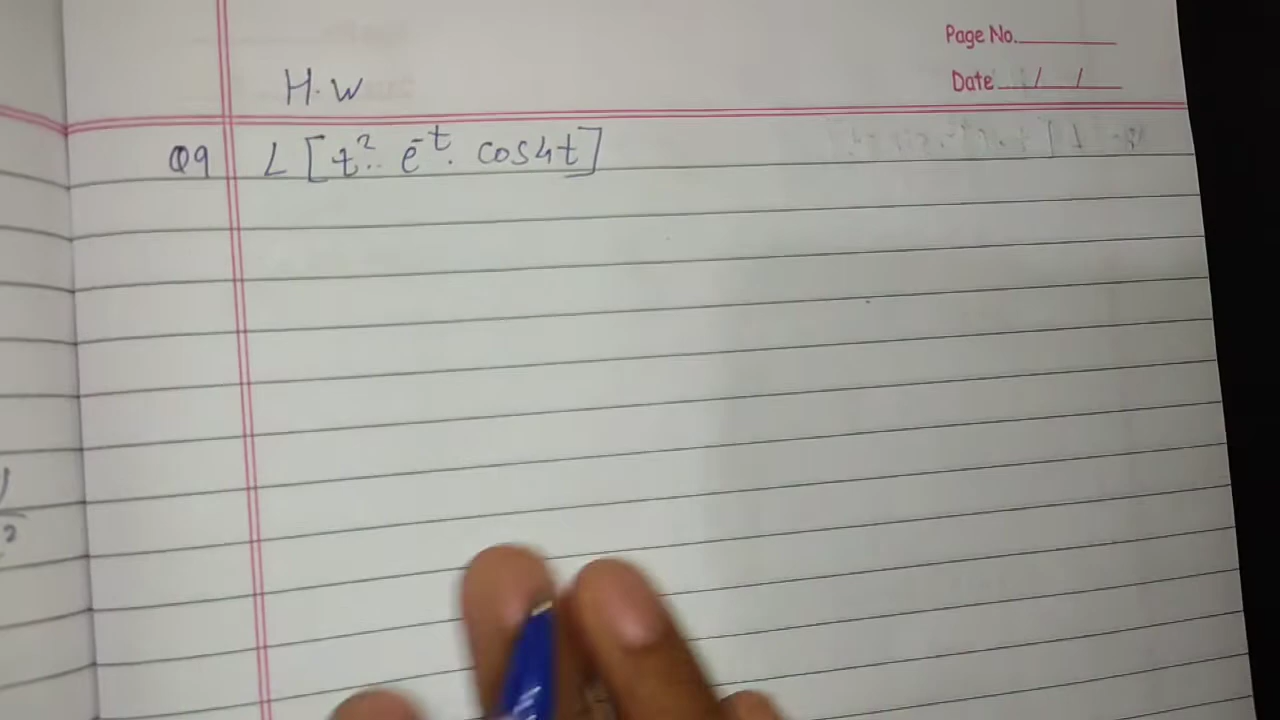 Page No.
H.W
Date / /
Q9 L [t². e⁻ᵗ. cos4t]